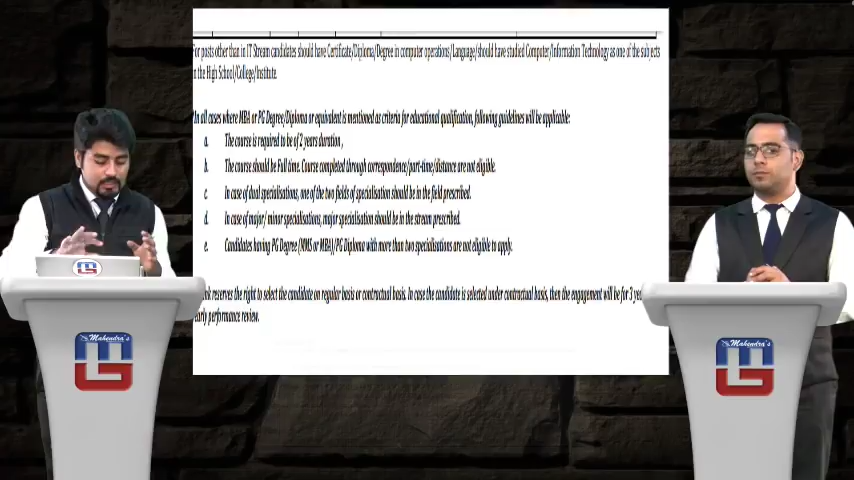 For posts other than in IT Stream candidates should have Certificate/Diploma/Degree in computer operations/Language/should have studied Computer/Information Technology as one of the subjects
in the High School/College/Institute.
In all cases where MBA or PG Degree/Diploma or equivalent is mentioned as criteria for educational qualification, following guidelines will be applicable:
a. The course is required to be of 2 years duration,
b. The course should be Full time. Course completed through correspondence/part-time/distance are not eligible.
c. In case of dual specialisations, one of the two fields of specialisation should be in the field prescribed.
d. In case of major/ minor specialisations, major specialisation should be in the stream prescribed.
e. Candidates having PG Degree (MMS or MBA)/PG Diploma with more than two specialisations are not eligible to apply.
reserves the right to select the candidate on regular basis or contractual basis. In case the candidate is selected under contractual basis, then the engagement will be for 3
performance review.
Mahendra's
Mahendra's